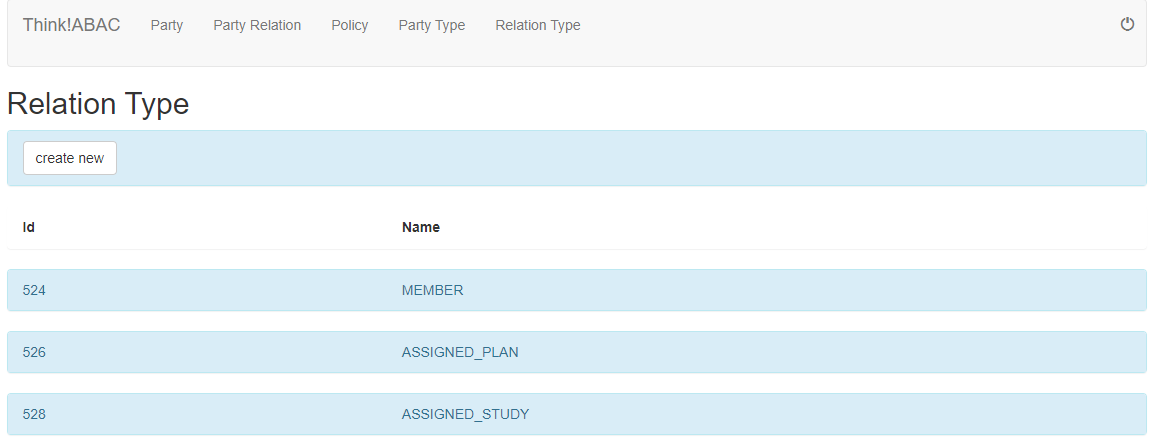 Think!ABAC Party Party Relation Policy Party Type Relation Type
Relation Type
create new
Id Name
524 MEMBER
526 ASSIGNED_PLAN
528 ASSIGNED_STUDY